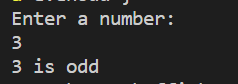 Enter a number:
3
3 is odd